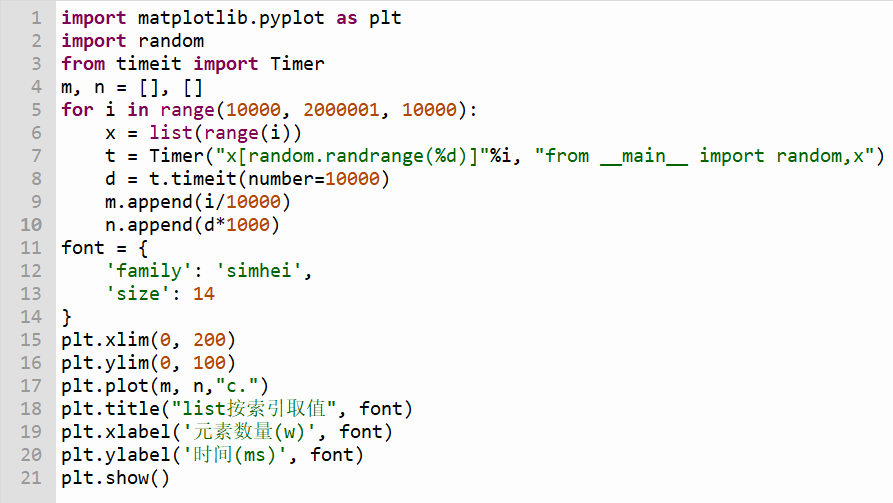 1 import matplotlib.pyplot as plt
2 import random
3 from timeit import Timer
4 m, n = [], []
5 for i in range(10000, 2000001, 10000):
6     x = list(range(i))
7     t = Timer("x[random.randrange(%d)]"%i, "from __main__ import random,x")
8     d = t.timeit(number=10000)
9     m.append(i/10000)
10     n.append(d*1000)
11 font = {
12     'family': 'simhei',
13     'size': 14
14 }
15 plt.xlim(0, 200)
16 plt.ylim(0, 100)
17 plt.plot(m, n,"c.")
18 plt.title("list按索引取值", font)
19 plt.xlabel('元素数量(w)', font)
20 plt.ylabel('时间(ms)', font)
21 plt.show()